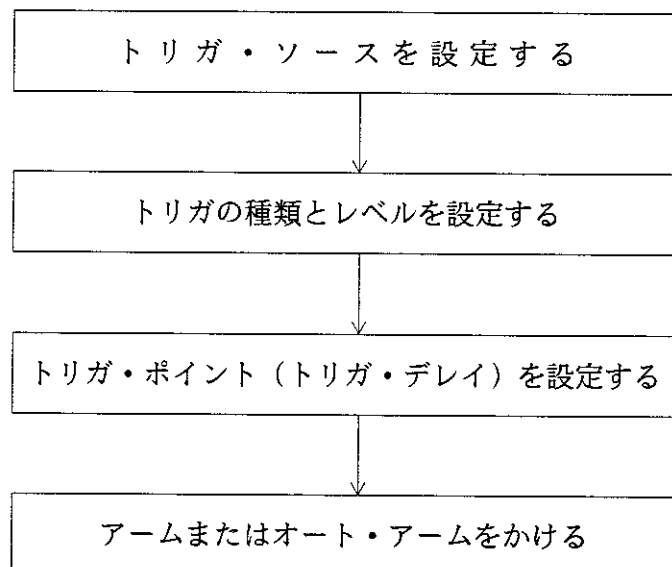 トリガ・ソースを設定する
トリガの種類とレベルを設定する
トリガ・ポイント（トリガ・デレイ）を設定する
アームまたはオート・アームをかける